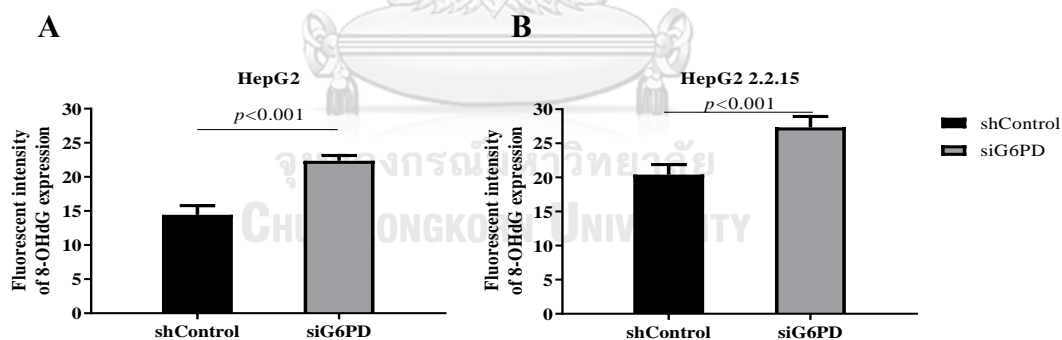 A
B
HepG2
HepG2 2.2.15
p<0.001
p<0.001
Fluorescent intensity
of 8-OHdG expression
30
25
20
15
10
5
0
shControl
siG6PD
Fluorescent intensity
of 8-OHdG expression
30
25
20
15
10
5
0
shControl
siG6PD
shControl
siG6PD